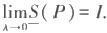 lim S̲ (P) = I.
λ→0